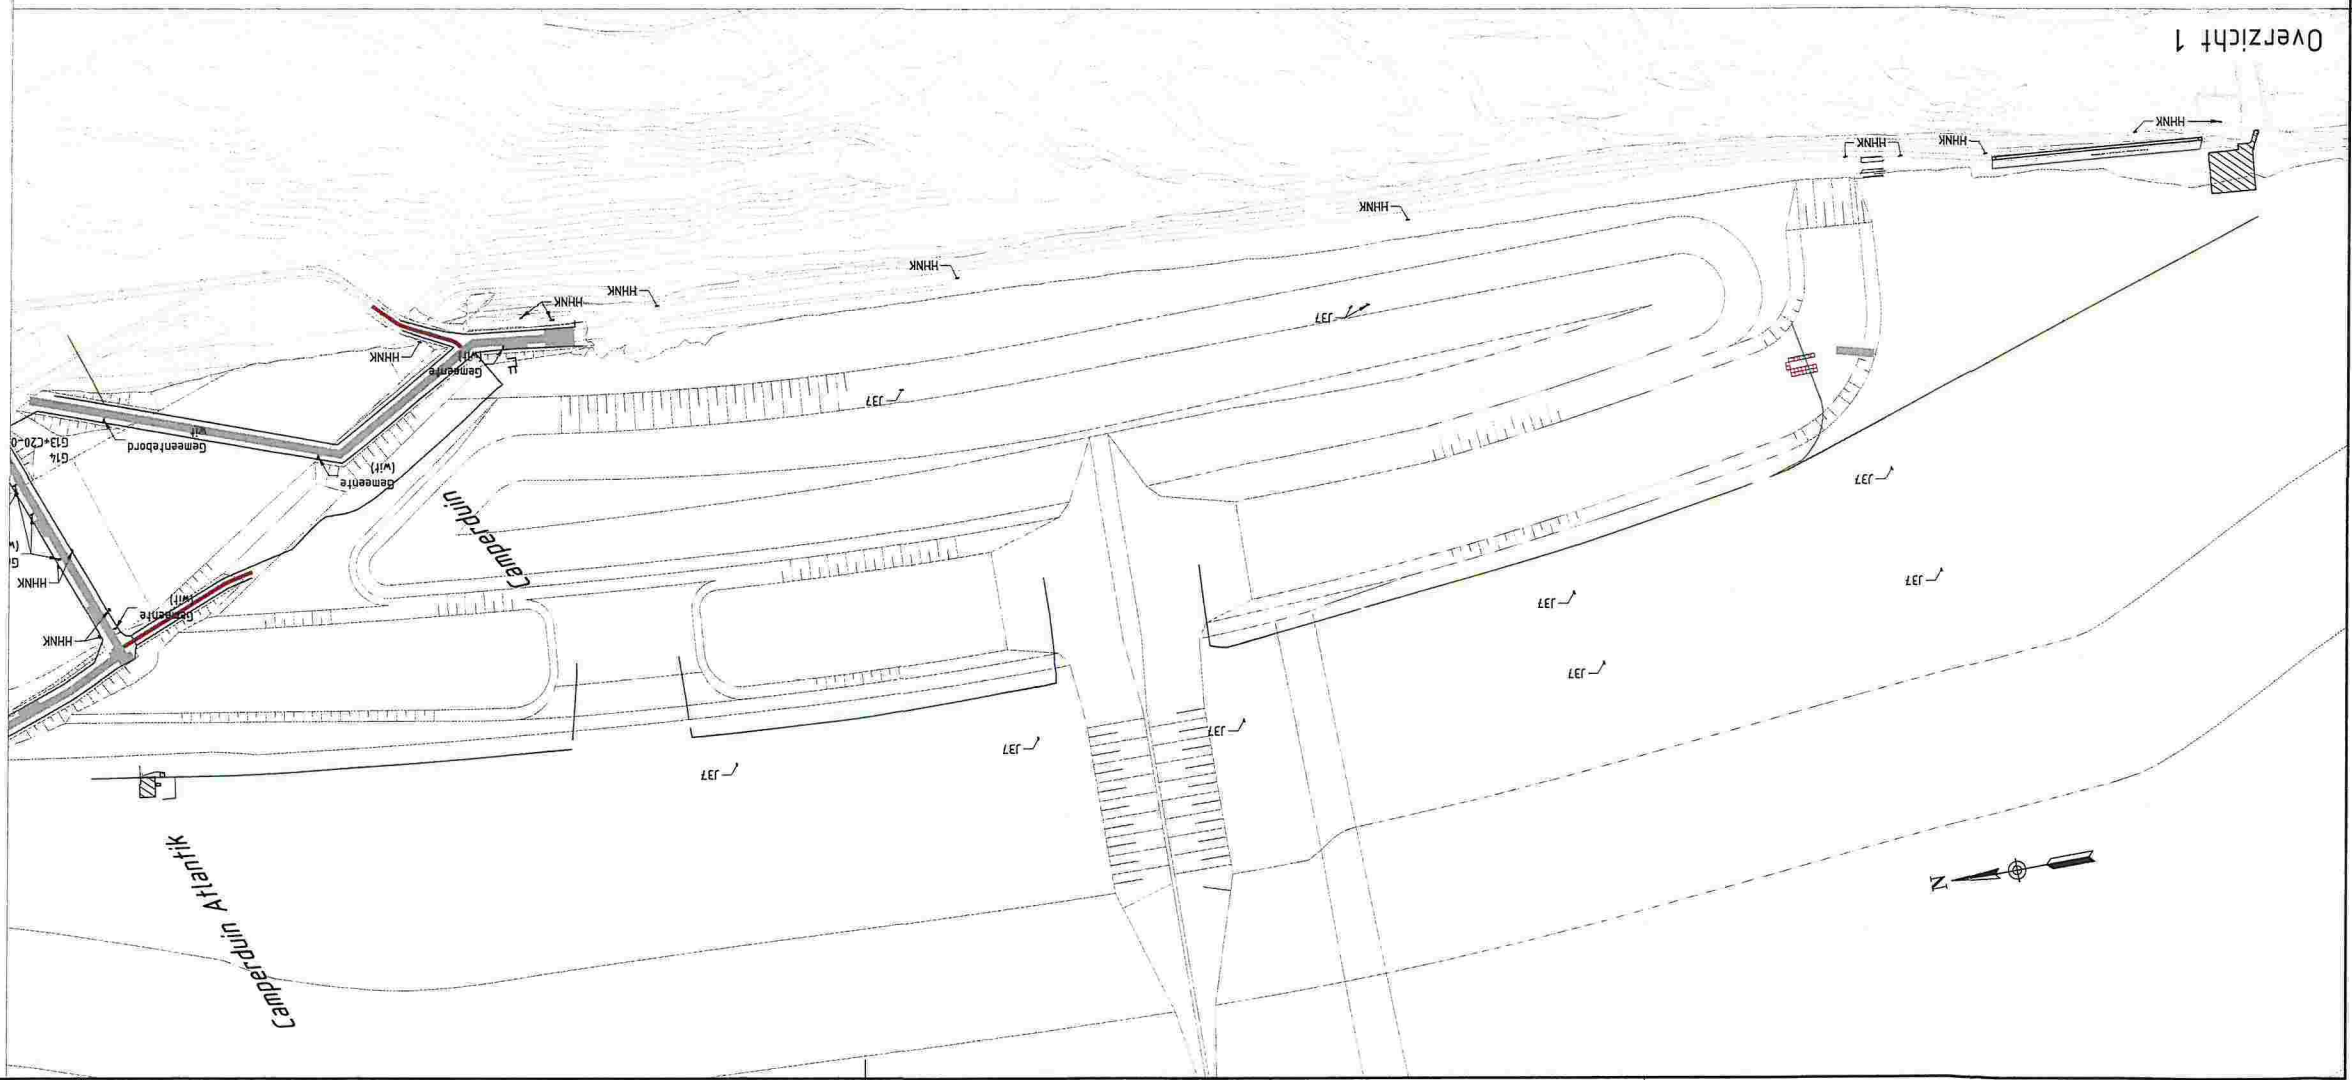 N
Camperduin Atlantik
J37
J37
J37
J37
HHNK
Gemeente
(wit)
J37
HHNK
J37
Camperduin
Gemeente
(wit)
J37
G14
G13+C20-0
Gemeentebord
wit
J37
Gemeente
(wit)
HHNK
J37
HHNK
HHNK
HHNK
HHNK
HHNK
HHNK
HHNK
Overzicht 1